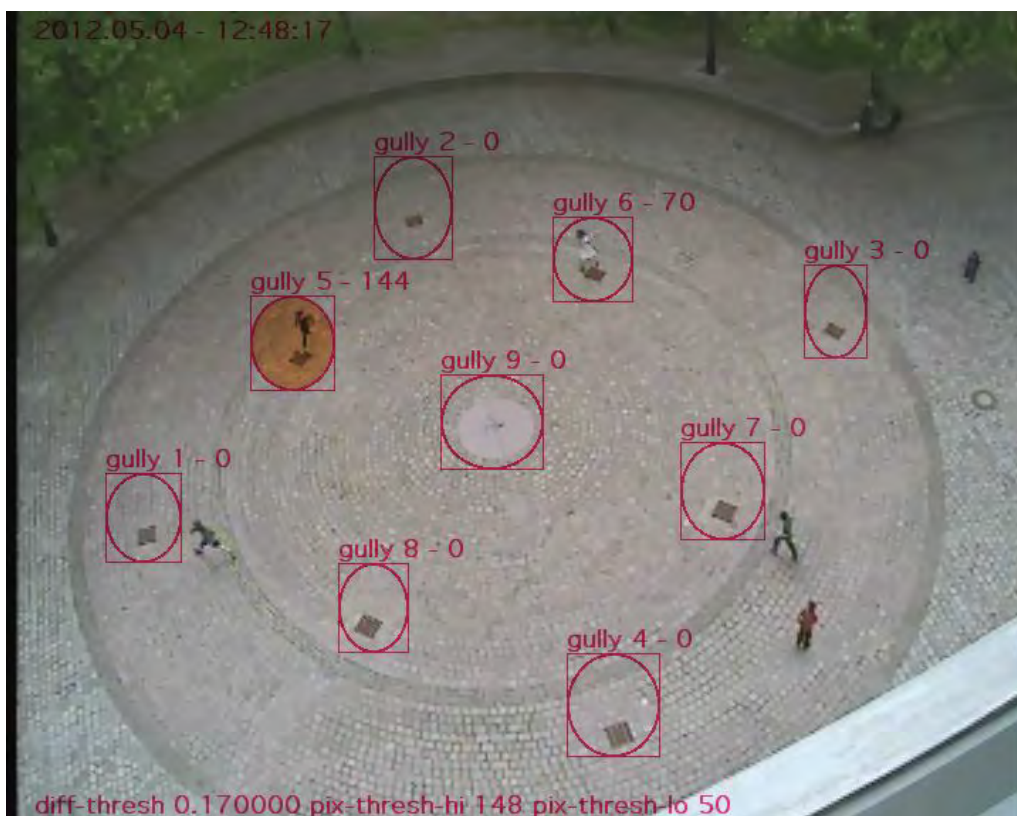 2012.05.04 - 12:48:17
gully 2 - 0
gully 6 - 70
gully 3 - 0
gully 5 - 144
gully 9 - 0
gully 7 - 0
gully 1 - 0
gully 8 - 0
gully 4 - 0
diff-thresh 0.170000 pix-thresh-hi 148 pix-thresh-lo 50